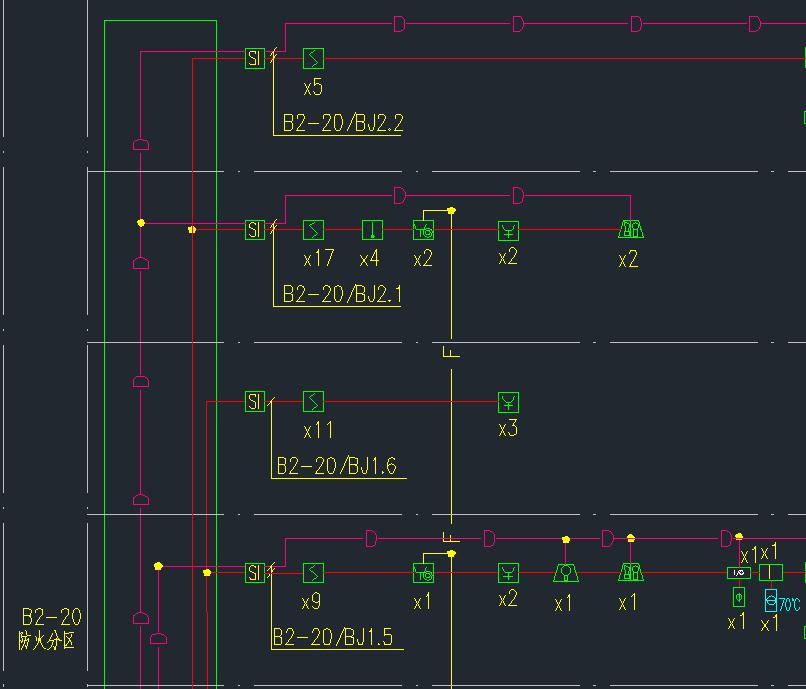 D D D D
SI
x5
B2-20/BJ2.2
D D
SI
x17 x4 x2 x2 x2
B2-20/BJ2.1
F
SI
x11 x3
B2-20/BJ1.6
F
D D D D
x1 x1
SI
I/O
x9 x1 x2 x1 x1 x1 x1
70℃
B2-20/BJ1.5
B2-20
防火分区